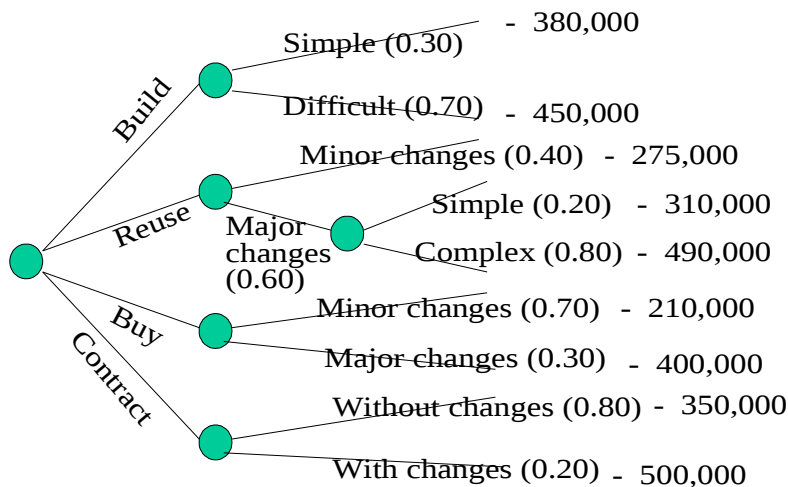 Simple (0.30) - 380,000
Build
Difficult (0.70) - 450,000
Minor changes (0.40) - 275,000
Reuse
Simple (0.20) - 310,000
Major
changes
(0.60)
Complex (0.80) - 490,000
Minor changes (0.70) - 210,000
Buy
Major changes (0.30) - 400,000
Contract
Without changes (0.80) - 350,000
With changes (0.20) - 500,000